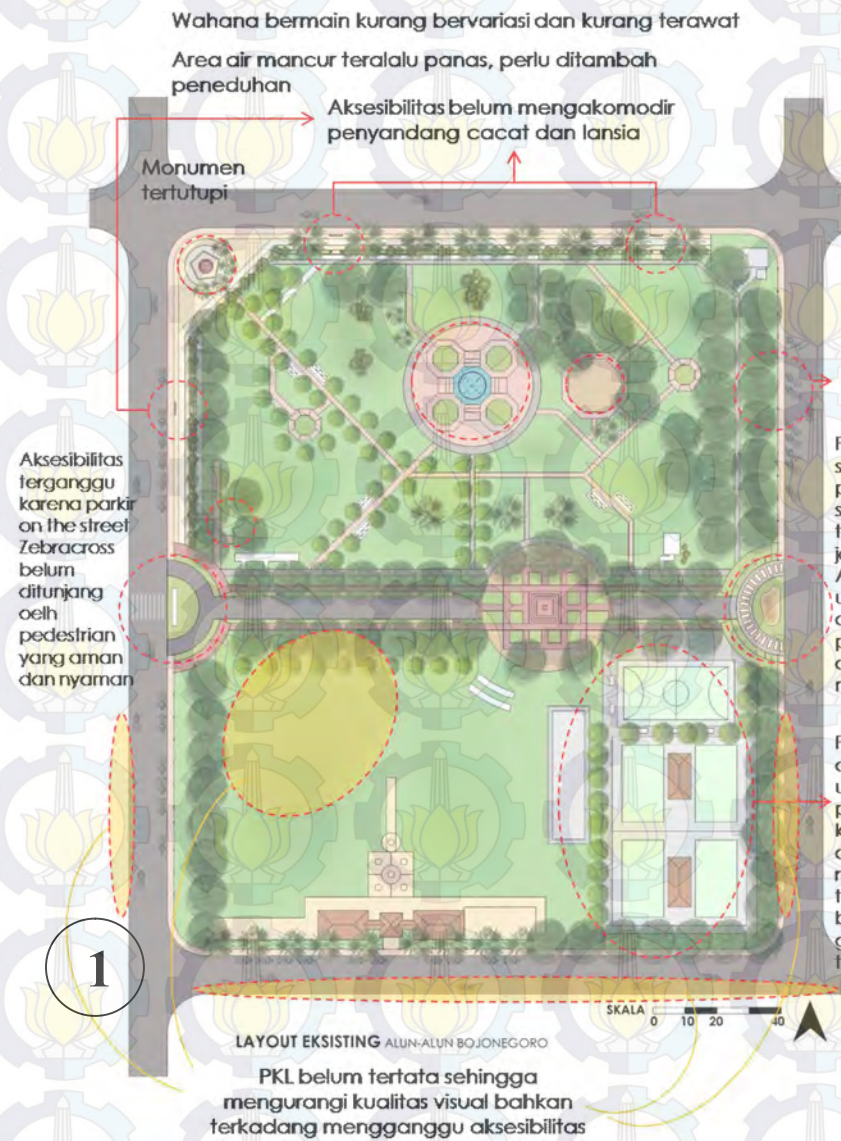 Wahana bermain kurang bervariasi dan kurang terawat
Area air mancur teralalu panas, perlu ditambah
peneduhan
Aksesibilitas belum mengakomodir
penyandang cacat dan lansia
Monumen
tertutupi
Aksesibilitas
terganggu
karena parkir
on the street
Zebracross
belum
ditunjang
oelh
pedestrian
yang aman
dan nyaman
1
SKALA
0 10 20 40
LAYOUT EKSISTING ALUN-ALUN BOJONEGORO
PKL belum tertata sehingga
mengurangi kualitas visual bahkan
terkadang mengganggu aksesibilitas